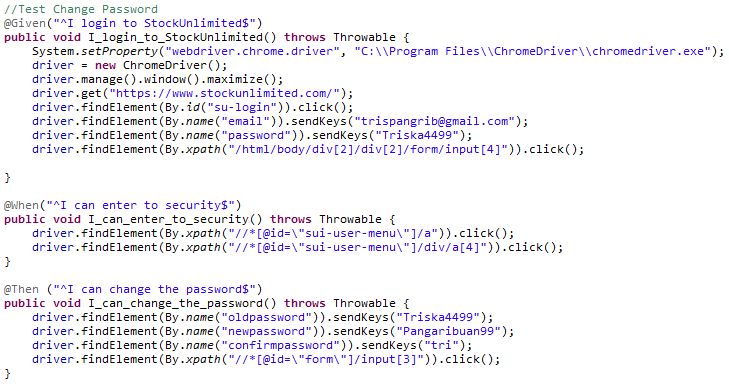 //Test Change Password
@Given("^I login to StockUnlimited$")
public void I_login_to_StockUnlimited() throws Throwable {
System.setProperty("webdriver.chrome.driver", "C:\\Program Files\\ChromeDriver\\chromedriver.exe");
driver = new ChromeDriver();
driver.manage().window().maximize();
driver.get("https://www.stockunlimited.com/");
driver.findElement(By.id("su-login")).click();
driver.findElement(By.name("email")).sendKeys("trispangrib@gmail.com");
driver.findElement(By.name("password")).sendKeys("Triska4499");
driver.findElement(By.xpath("/html/body/div[2]/div[2]/form/input[4]")).click();
}
@When("^I can enter to security$")
public void I_can_enter_to_security() throws Throwable {
driver.findElement(By.xpath("//*[@id=\"sui-user-menu\"]/a")).click();
driver.findElement(By.xpath("//*[@id=\"sui-user-menu\"]/div/a[4]")).click();
}
@Then ("^I can change the password$")
public void I_can_change_the_password() throws Throwable {
driver.findElement(By.name("oldpassword")).sendKeys("Triska4499");
driver.findElement(By.name("newpassword")).sendKeys("Pangaribuan99");
driver.findElement(By.name("confirmpassword")).sendKeys("tri");
driver.findElement(By.xpath("//*[@id=\"form\"]/input[3]")).click();
}